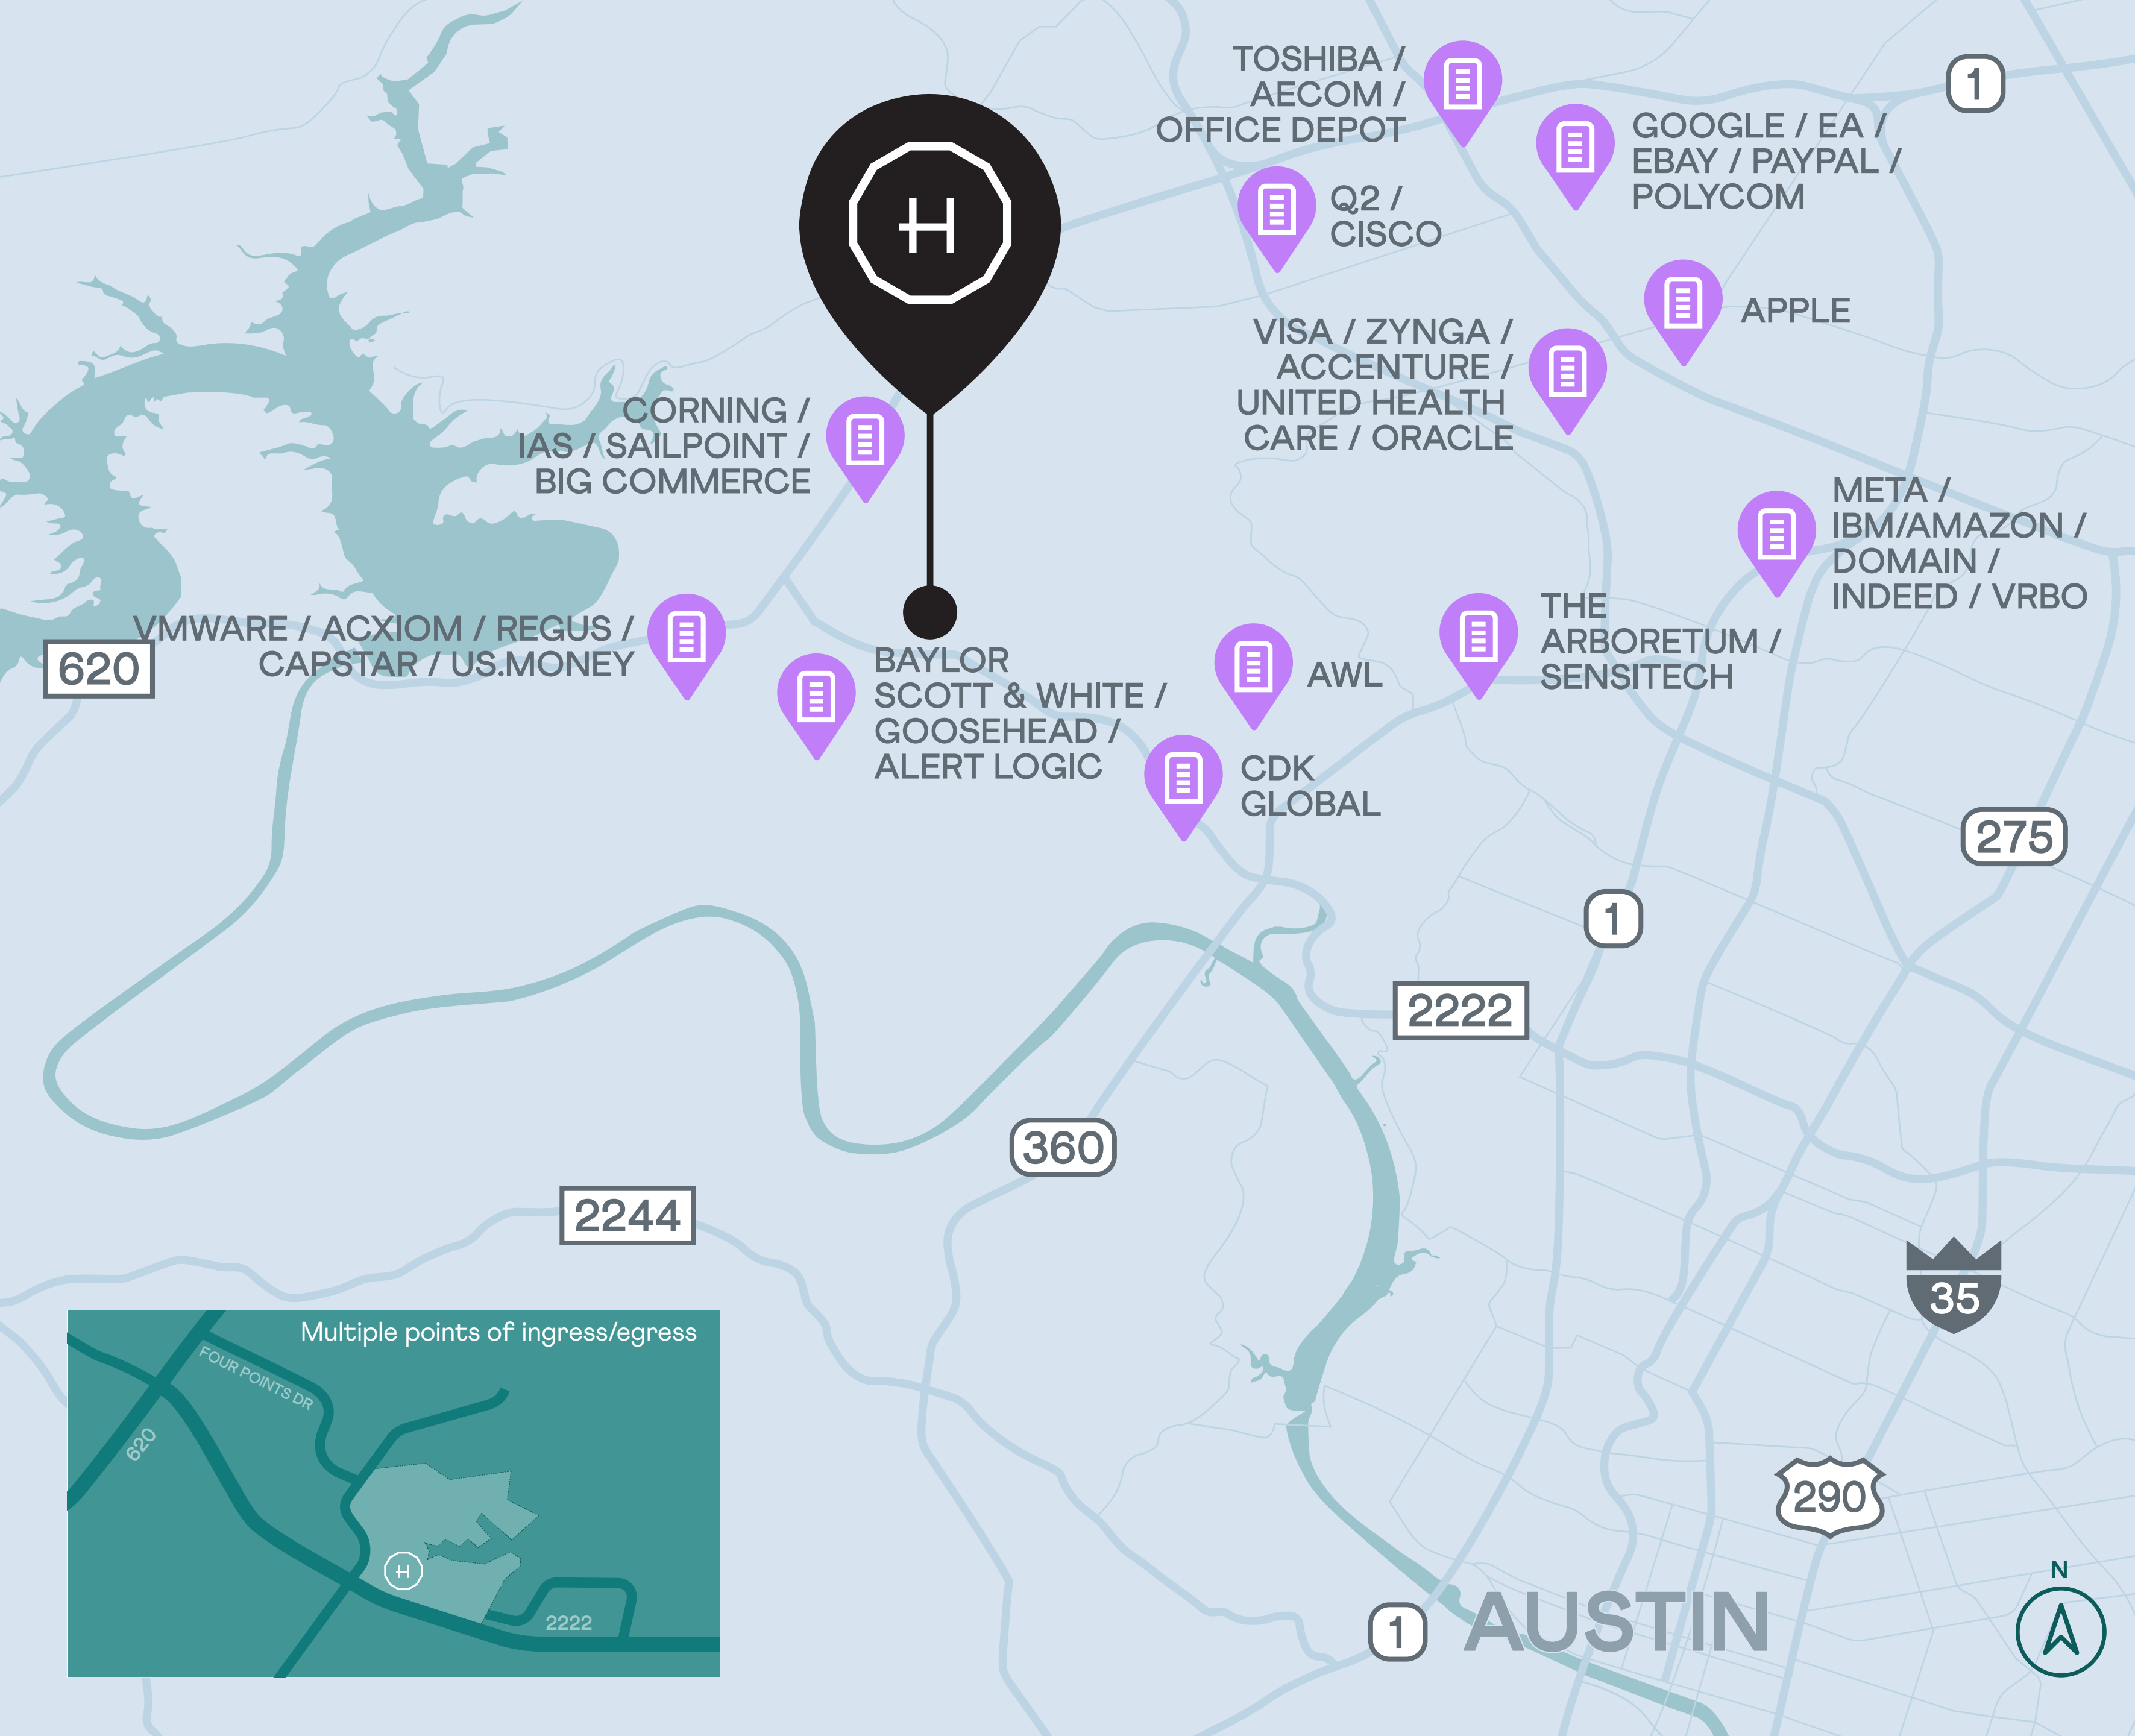 TOSHIBA /
AECOM /
OFFICE DEPOT
1
GOOGLE / EA /
EBAY / PAYPAL /
POLYCOM
H
Q2 /
CISCO
APPLE
VISA / ZYNGA /
ACCENTURE /
UNITED HEALTH
CARE / ORACLE
CORNING /
IAS / SAILPOINT /
BIG COMMERCE
META /
IBM/AMAZON /
DOMAIN /
INDEED / VRBO
VMWARE / ACXIOM / REGUS /
CAPSTAR / US.MONEY
620
THE
ARBORETUM /
SENSITECH
BAYLOR
SCOTT & WHITE /
GOOSEHEAD /
ALERT LOGIC
AWL
CDK
GLOBAL
275
1
2222
360
2244
35
Multiple points of ingress/egress
FOUR POINTS DR
620
H
2222
290
N
1
AUSTIN